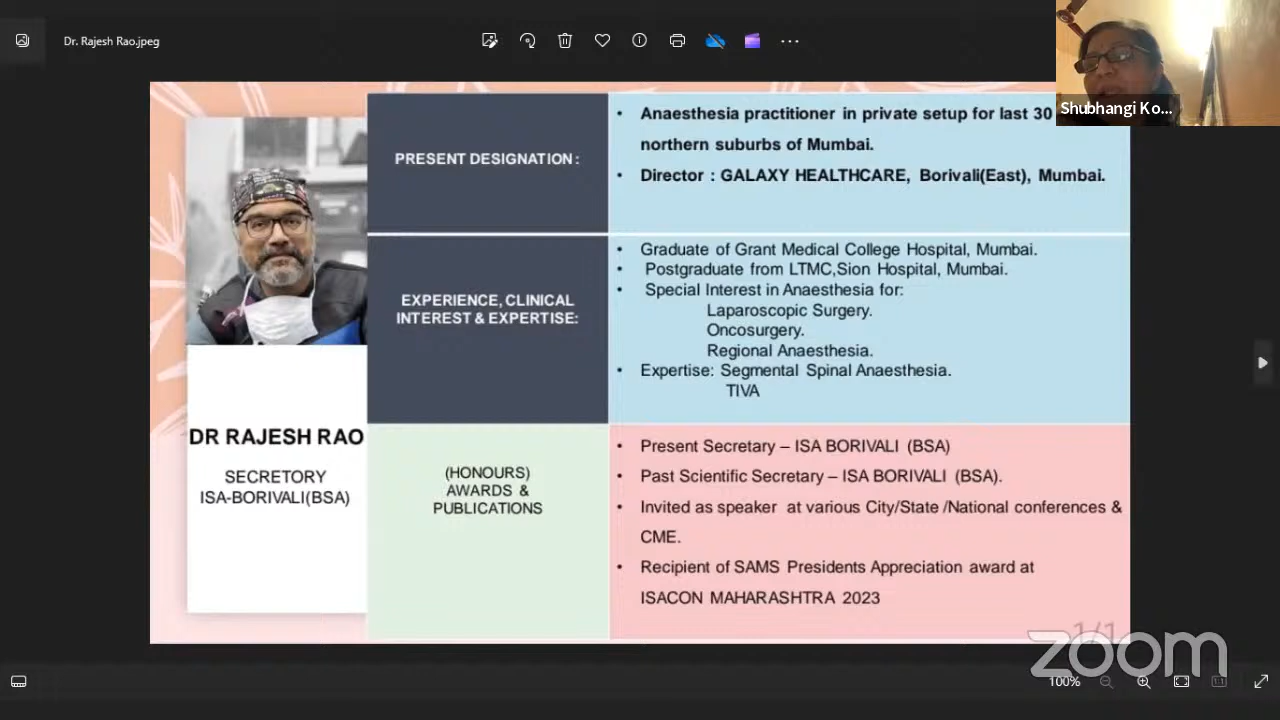 Dr. Rajesh Rao.jpeg
Shubhangi Ko...
PRESENT DESIGNATION :
• Anaesthesia practitioner in private setup for last 30
northern suburbs of Mumbai.
• Director : GALAXY HEALTHCARE, Borivali(East), Mumbai.
EXPERIENCE, CLINICAL
INTEREST & EXPERTISE:
• Graduate of Grant Medical College Hospital, Mumbai.
• Postgraduate from LTMC,Sion Hospital, Mumbai.
• Special Interest in Anaesthesia for:
Laparoscopic Surgery.
Oncosurgery.
Regional Anaesthesia.
• Expertise: Segmental Spinal Anaesthesia.
TIVA
DR RAJESH RAO
SECRETORY
ISA-BORIVALI(BSA)
(HONOURS)
AWARDS &
PUBLICATIONS
• Present Secretary – ISA BORIVALI (BSA)
• Past Scientific Secretary – ISA BORIVALI (BSA).
• Invited as speaker at various City/State /National conferences &
CME.
• Recipient of SAMS Presidents Appreciation award at
ISACON MAHARASHTRA 2023
1/1
zoom
100%
1:1